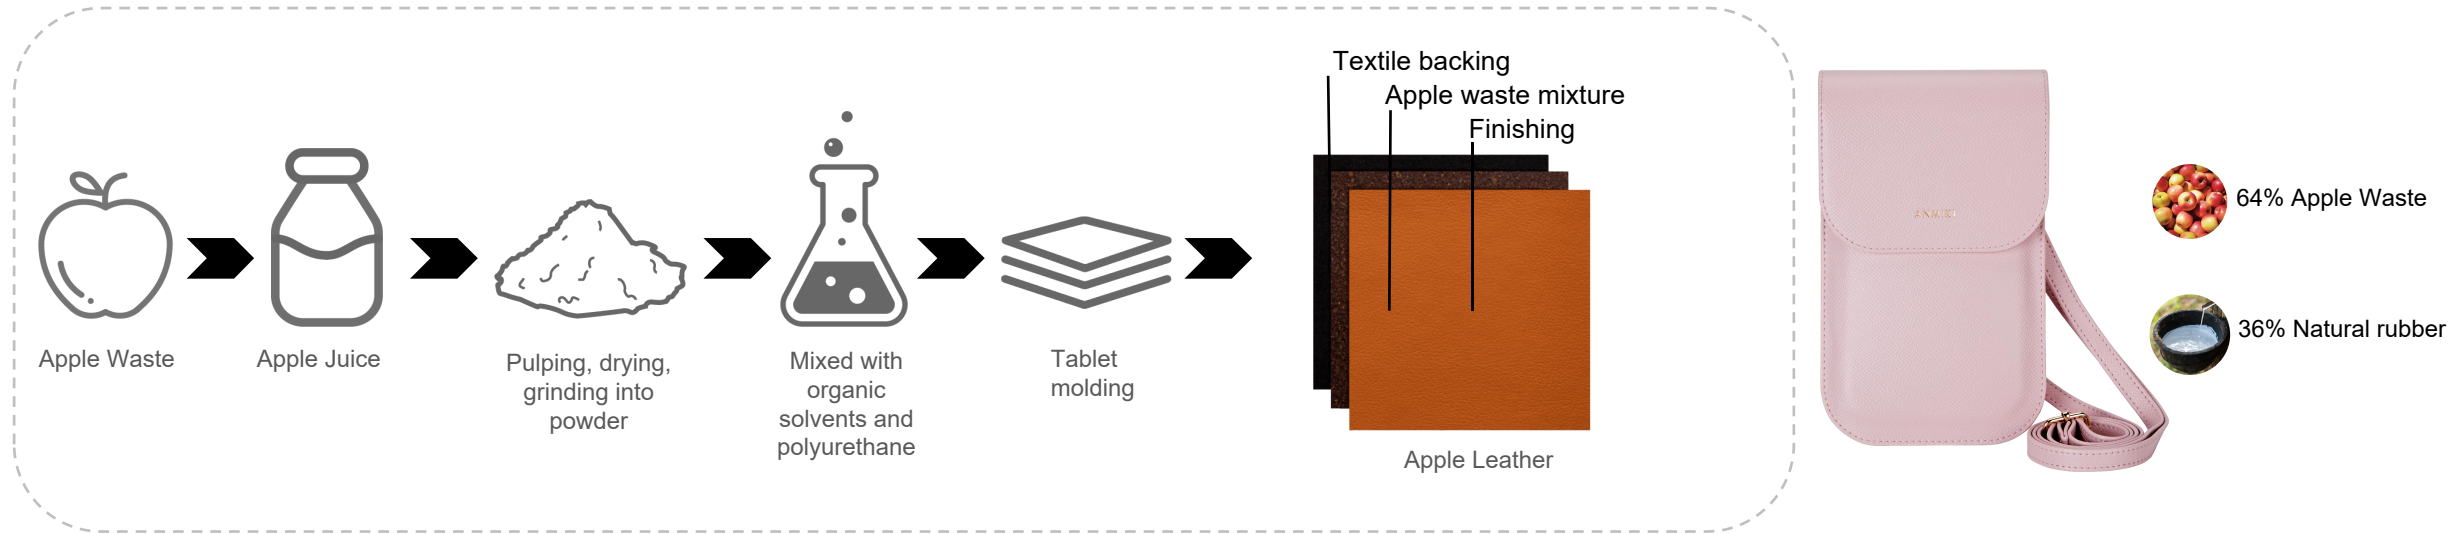 Textile backing
Apple waste mixture
Finishing
Apple Waste
Apple Juice
Pulping, drying,
grinding into
powder
Mixed with
organic
solvents and
polyurethane
Tablet
molding
Apple Leather
64% Apple Waste
36% Natural rubber